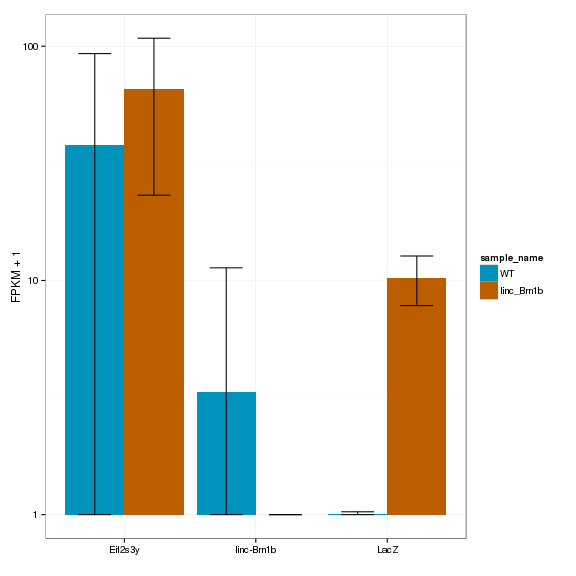 100
10
1
FPKM + 1
Eif2s3y
linc-Brn1b
LacZ
sample_name
WT
linc_Brn1b